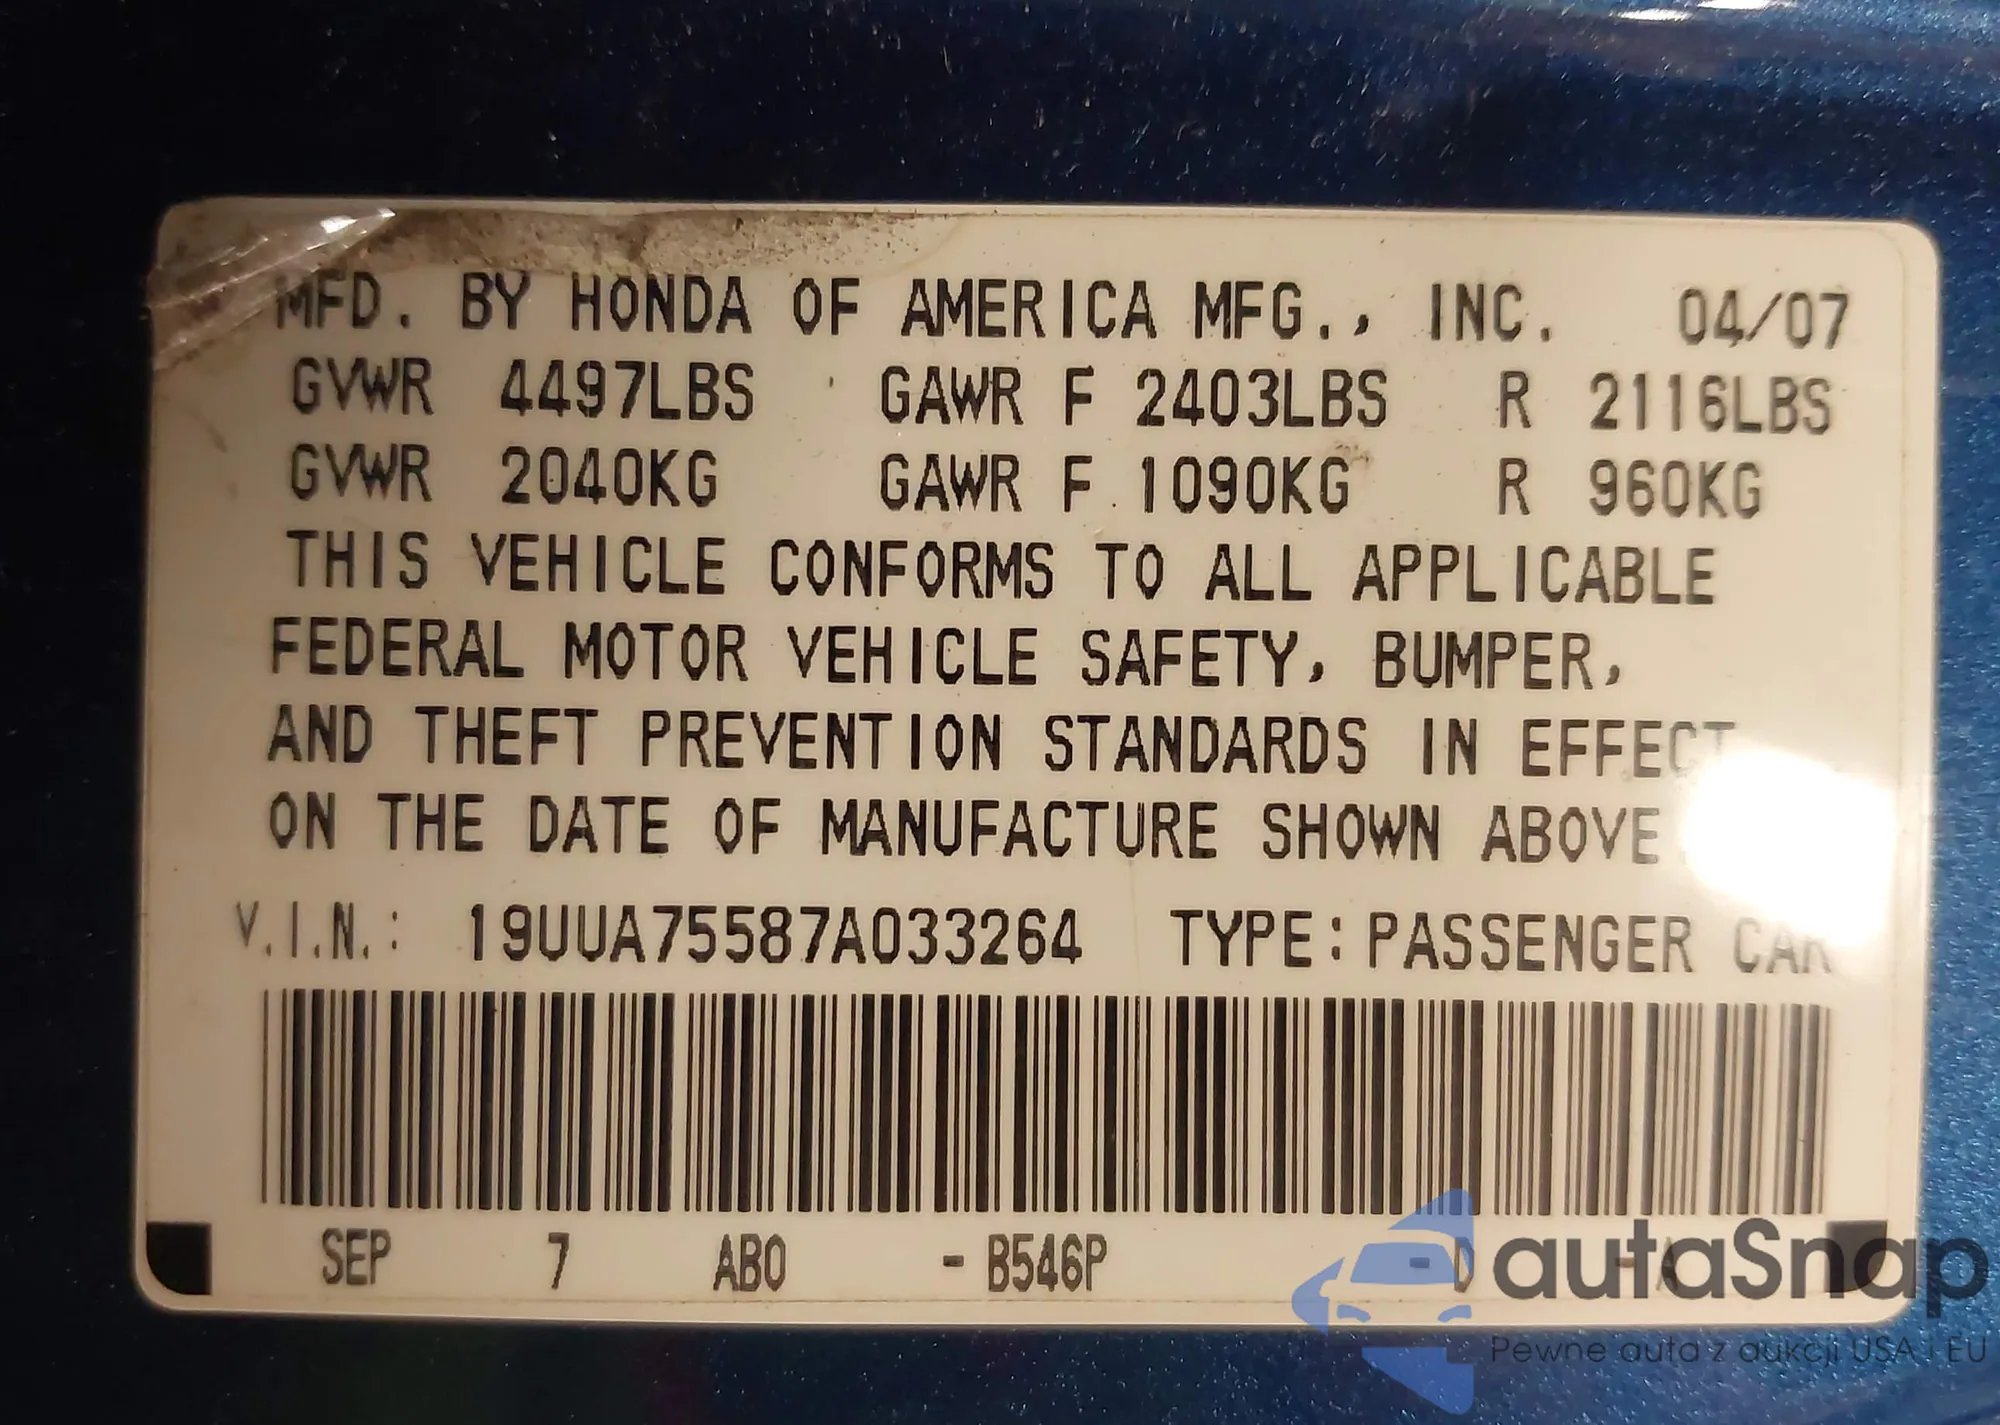 MFD. BY HONDA OF AMERICA MFG., INC. 04/07
GVWR 4497LBS GAWR F 2403LBS R 2116LBS
GVWR 2040KG GAWR F 1090KG R 960KG
THIS VEHICLE CONFORMS TO ALL APPLICABLE
FEDERAL MOTOR VEHICLE SAFETY, BUMPER,
AND THEFT PREVENTION STANDARDS IN EFFECT
ON THE DATE OF MANUFACTURE SHOWN ABOVE.
V.I.N.: 19UUA75587A033264 TYPE: PASSENGER CAR
SEP 7 AB0 - B546P - D - A
autaSnap
Pewne auta z aukcji USA i EU